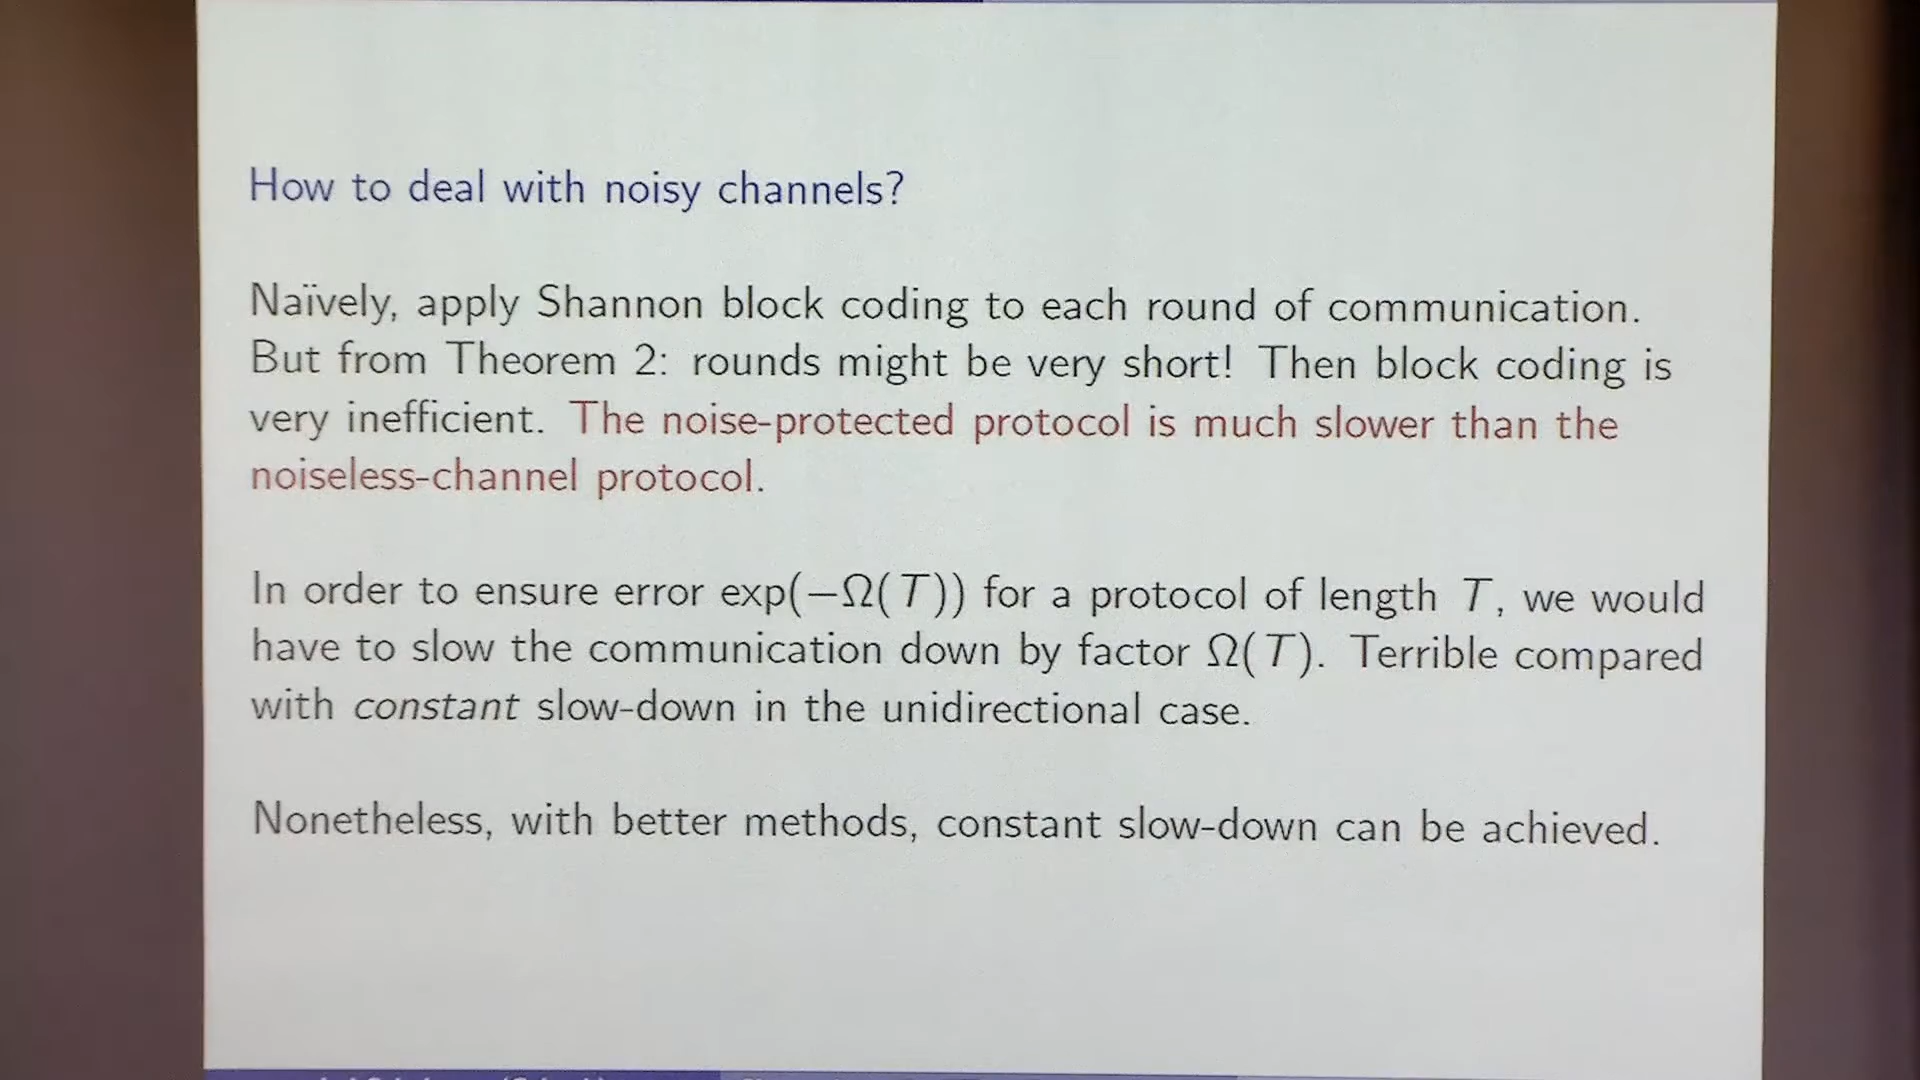 How to deal with noisy channels?
Naïvely, apply Shannon block coding to each round of communication.
But from Theorem 2: rounds might be very short! Then block coding is
very inefficient. The noise-protected protocol is much slower than the
noiseless-channel protocol.
In order to ensure error exp(−Ω(T)) for a protocol of length T, we would
have to slow the communication down by factor Ω(T). Terrible compared
with constant slow-down in the unidirectional case.
Nonetheless, with better methods, constant slow-down can be achieved.